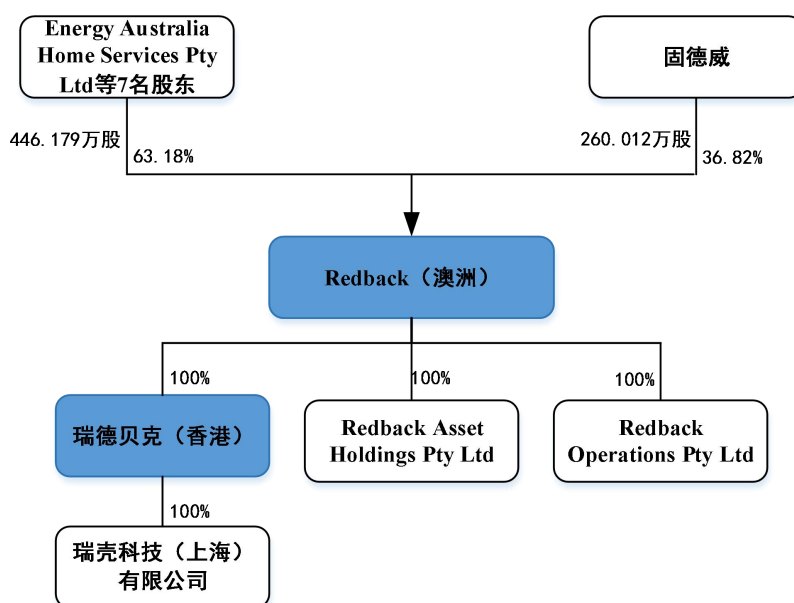 Energy Australia
Home Services Pty
Ltd等7名股东
固德威
446.179万股
63.18%
260.012万股
36.82%
Redback（澳洲）
100%
100%
100%
瑞德贝克（香港）
Redback Asset
Holdings Pty Ltd
Redback
Operations Pty Ltd
100%
瑞壳科技（上海）
有限公司